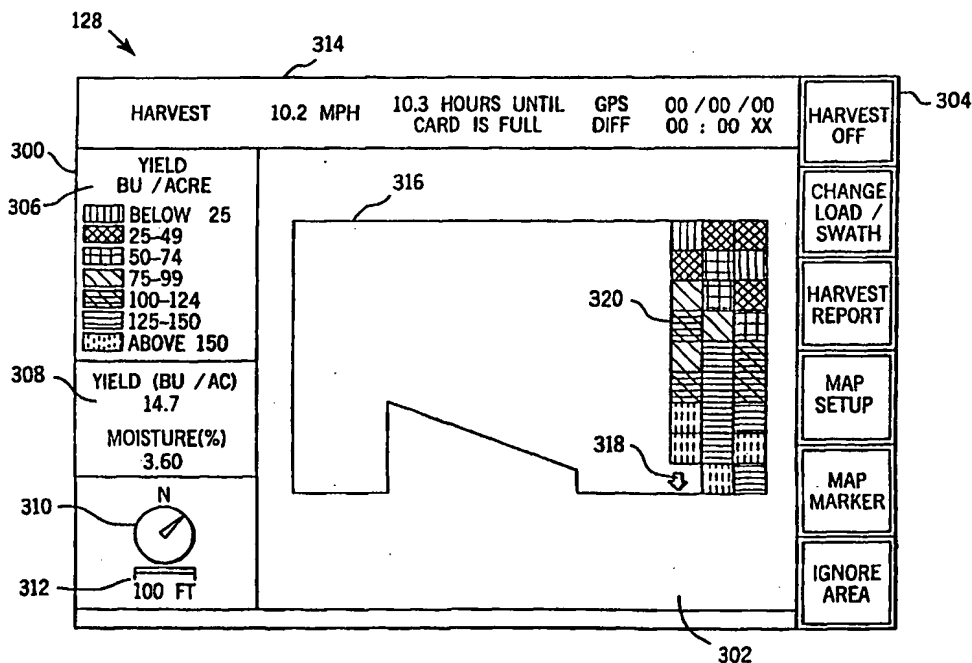 128
314
HARVEST
10.2 MPH
10.3 HOURS UNTIL
CARD IS FULL
GPS
DIFF
00 /00 /00
00 : 00 XX
304
HARVEST
OFF
CHANGE
LOAD /
SWATH
HARVEST
REPORT
MAP
SETUP
MAP
MARKER
IGNORE
AREA
300
306
YIELD
BU /ACRE
BELOW 25
25-49
50-74
75-99
100-124
125-150
ABOVE 150
308
YIELD (BU /AC)
14.7
MOISTURE(%)
3.60
310
N
312
100 FT
316
320
318
302